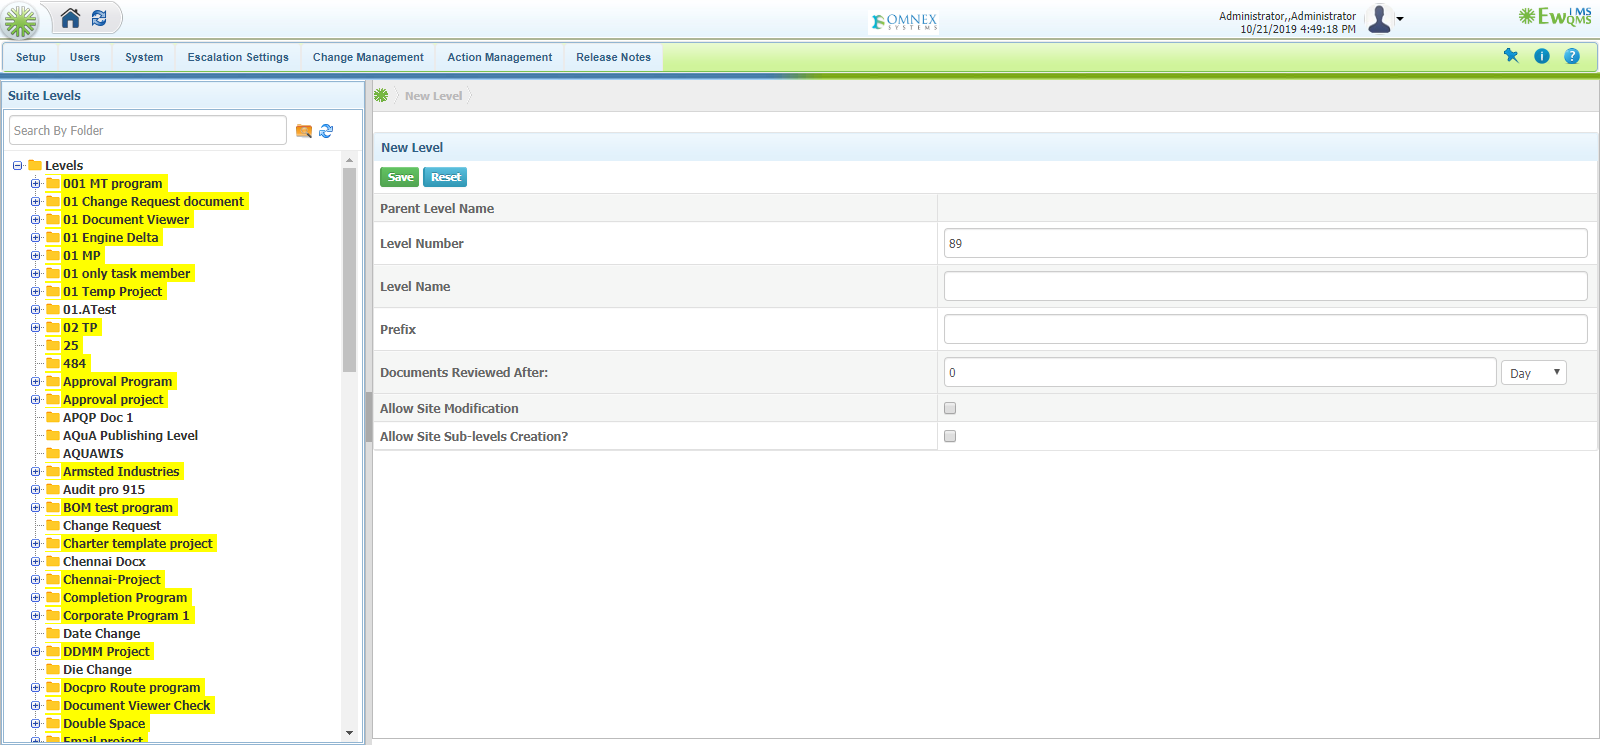 OMNEX
SYSTEMS
Administrator,,Administrator
10/21/2019 4:49:18 PM
EwIMS
QMS
Setup Users System Escalation Settings Change Management Action Management Release Notes
Suite Levels
Search By Folder
Levels
001 MT program
01 Change Request document
01 Document Viewer
01 Engine Delta
01 MP
01 only task member
01 Temp Project
01.ATest
02 TP
25
484
Approval Program
Approval project
APQP Doc 1
AQuA Publishing Level
AQUAWIS
Armsted Industries
Audit pro 915
BOM test program
Change Request
Charter template project
Chennai Docx
Chennai-Project
Completion Program
Corporate Program 1
Date Change
DDMM Project
Die Change
Docpro Route program
Document Viewer Check
Double Space
Email project
New Level
New Level
Save Reset
Parent Level Name
Level Number 89
Level Name
Prefix
Documents Reviewed After: 0 Day
Allow Site Modification
Allow Site Sub-levels Creation?